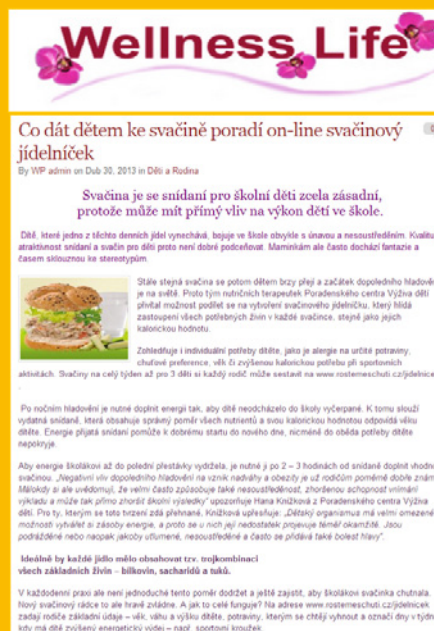 Wellness Life
Co dát dětem ke svačině poradí on-line svačinový
jídelníček
By WP admin on Dub 30, 2013 in Děti a Rodina
Svačina je se snídaní pro školní děti zcela zásadní,
protože může mít přímý vliv na výkon dětí ve škole.
Dítě, které jedno z těchto denních jídel vynechává, bojuje ve škole obvykle s únavou a nesoustředěním. Kvalitu
atraktivnost snídaní a svačin pro děti proto není dobré podceňovat. Maminkám ale často dochází fantazie a
časem sklouznou ke stereotypům.
Stále stejná svačina se potom dětem brzy přejí a začátek dopoledního hladově
je na světě. Proto tým nutričních terapeutek Poradenského centra Výživa dětí
přivítal možnost podílet se na vytvoření svačinového jídelníčku, který hlídá
zastoupení všech potřebných živin v každé svačince, stejně jako jejich
kalorickou hodnotu.
Zohledňuje i individuální potřeby dítěte, jako je alergie na určité potraviny,
chuťové preference, věk či zvýšenou kalorickou potřebu při sportovních
aktivitách. Svačiny na celý týden až pro 3 děti si každý rodič může sestavit na www.rostemeschuti.cz/jidelnice
.
Po nočním hladovění je nutné doplnit energii tak, aby dítě neodcházelo do školy vyčerpané. K tomu slouží
vydatná snídaně, která obsahuje správný poměr všech nutrientů a svou kalorickou hodnotou odpovídá věku
dítěte. Energie přijatá snídaní pomůže k dobrému startu do nového dne, nicméně do oběda potřeby dítěte
nepokryje.
Aby energie školákovi až do polední přestávky vydržela, je nutné ji po 2 – 3 hodinách od snídaně doplnit vhodno
svačinou. „Negativní vliv dopoledního hladovění na vznik nadváhy a obezity je už rodičům poměrně dobře znám
Málokdy si ale uvědomují, že velmi často způsobuje také nesoustředěnost, zhoršenou schopnost vnímání
výkladu a může tak přímo zhoršit školní výsledky" upozorňuje Hana Knížková z Poradenského centra Výživa
dětí. Pro ty, kterým se toto tvrzení zdá přehnané, Knížková upřesňuje: „Dětský organismus má velmi omezené
možnosti vytvářet si zásoby energie, a proto se u nich její nedostatek projevuje téměř okamžitě. Jsou
podrážděné nebo naopak jakoby utlumené, nesoustředěné a často se přidává také bolest hlavy".
Ideálně by každé jídlo mělo obsahovat tzv. trojkombinaci
všech základních živin – bílkovin, sacharidů a tuků.
V každodenní praxi ale není jednoduché tento poměr dodržet a ještě zajistit, aby školákovi svačinka chutnala.
Nový svačinový rádce to ale hravě zvládne. A jak to celé funguje? Na adrese www.rostemeschuti.cz/jidelnicek
zadají rodiče základní údaje – věk, váhu a výšku dítěte, potraviny, kterým se chtějí vyhnout a označí dny v týdn
kdy má dítě zvýšený energetický výdej – např. sportovní kroužek.